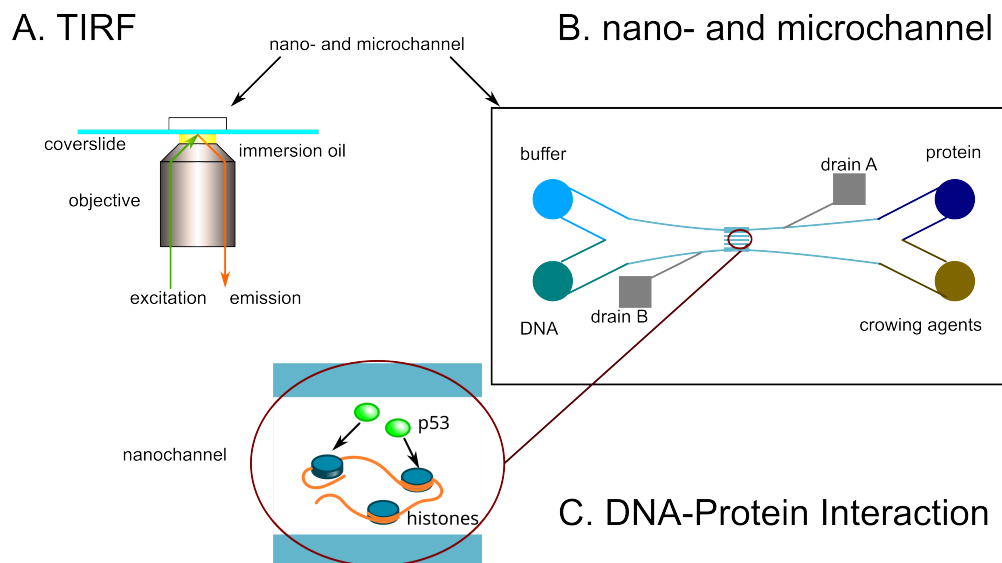 A. TIRF
B. nano- and microchannel
nano- and microchannel
coverslide
immersion oil
objective
excitation
emission
buffer
drain A
protein
DNA
drain B
crowing agents
p53
nanochannel
histones
C. DNA-Protein Interaction